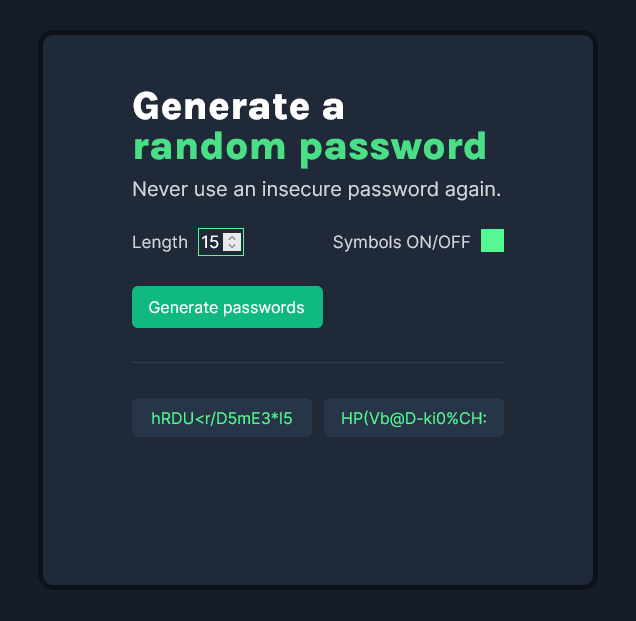 Generate a
random password
Never use an insecure password again.
Length 15 Symbols ON/OFF
Generate passwords
hRDU<r/D5mE3*I5 HP(Vb@D-ki0%CH: